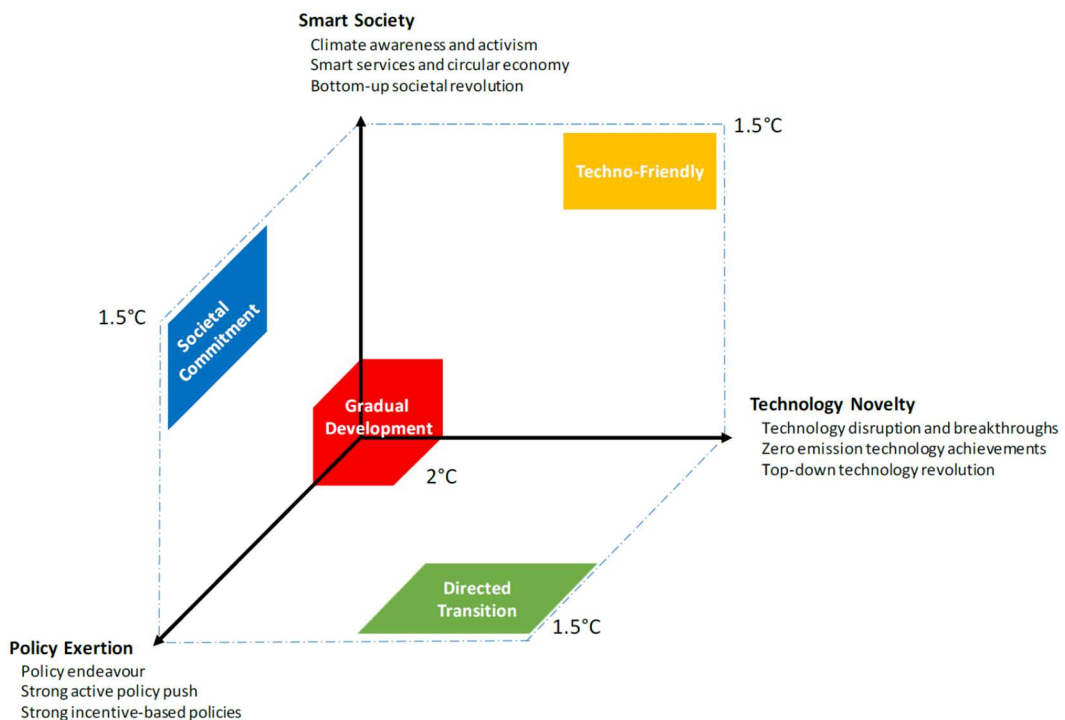 Smart Society
Climate awareness and activism
Smart services and circular economy
Bottom-up societal revolution
1.5°C
Techno-Friendly
1.5°C
Societal
Commitment
Gradual
Development
2°C
Technology Novelty
Technology disruption and breakthroughs
Zero emission technology achievements
Top-down technology revolution
Directed
Transition
1.5°C
Policy Exertion
Policy endeavour
Strong active policy push
Strong incentive-based policies